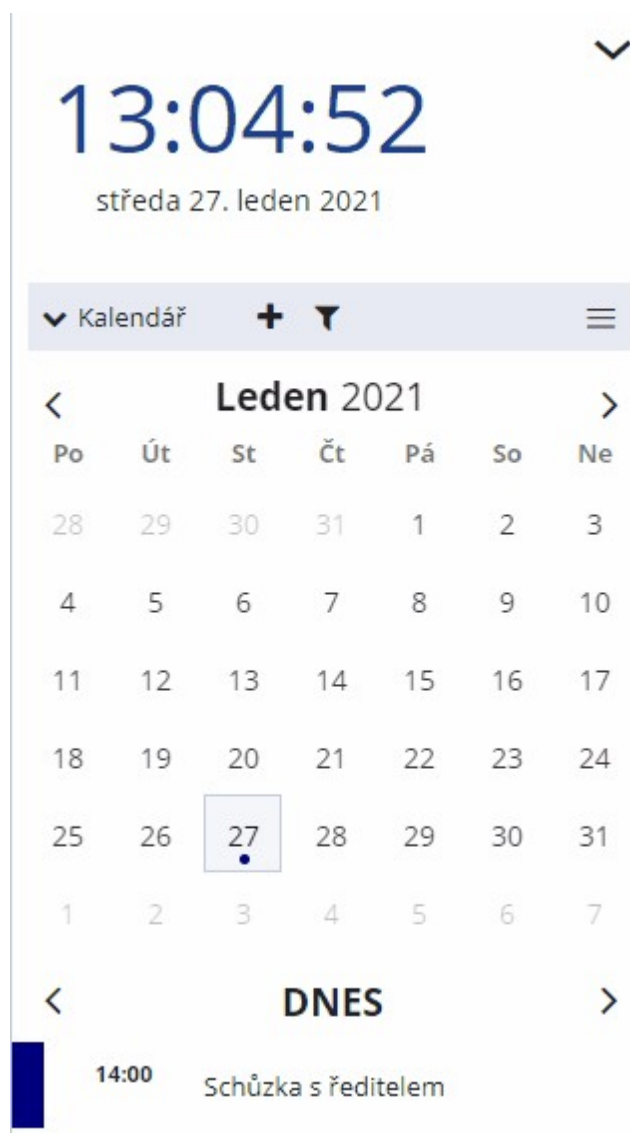 13:04:52
středa 27. leden 2021
Kalendář
Leden 2021
Po Út St Čt Pá So Ne
28 29 30 31 1 2 3
4 5 6 7 8 9 10
11 12 13 14 15 16 17
18 19 20 21 22 23 24
25 26 27 28 29 30 31
1 2 3 4 5 6 7
DNES
14:00 Schůzka s ředitelem